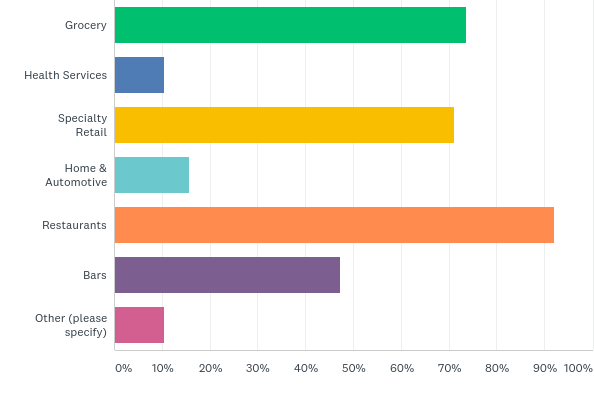 Grocery
Health Services
Specialty
Retail
Home &
Automotive
Restaurants
Bars
Other (please
specify)
0% 10% 20% 30% 40% 50% 60% 70% 80% 90% 100%